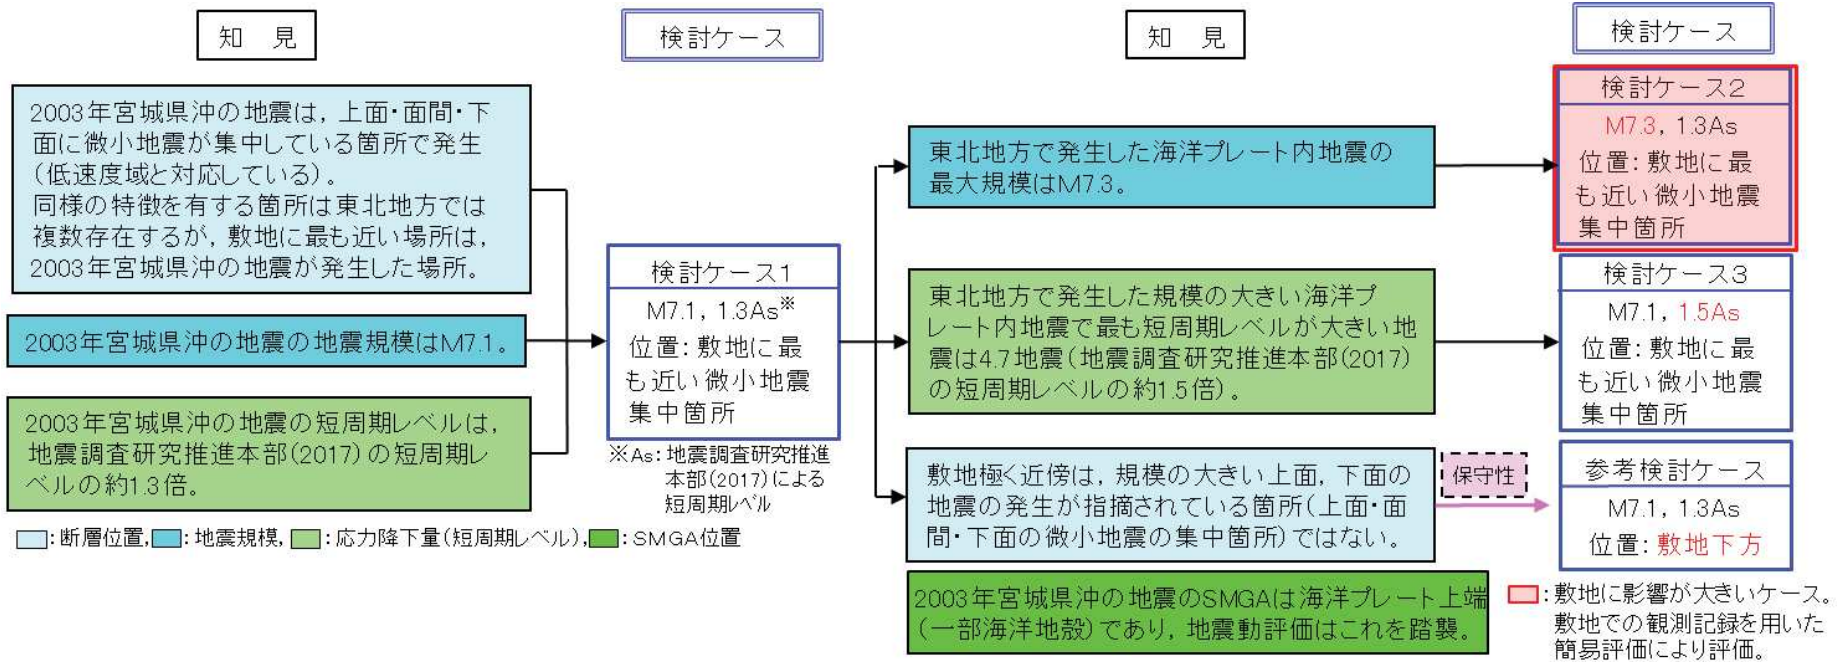 知　見
2003年宮城県沖の地震は，上面・面間・下
面に微小地震が集中している箇所で発生
（低速度域と対応している）。
同様の特徴を有する箇所は東北地方では
複数存在するが，敷地に最も近い場所は，
2003年宮城県沖の地震が発生した場所。
2003年宮城県沖の地震の地震規模はM7.1。
2003年宮城県沖の地震の短周期レベルは，
地震調査研究推進本部（2017）の短周期レ
ベルの約1.3倍。
□：断層位置，□：地震規模，□：応力降下量（短周期レベル），□：SMGA位置
検討ケース
検討ケース1
M7.1，1.3As※
位置：敷地に最
も近い微小地震
集中箇所
※As：地震調査研究推進
本部（2017）による
短周期レベル
知　見
東北地方で発生した海洋プレート内地震の
最大規模はM7.3。
東北地方で発生した規模の大きい海洋プ
レート内地震で最も短周期レベルが大きい地
震は4.7地震（地震調査研究推進本部（2017）
の短周期レベルの約1.5倍）。
敷地極く近傍は，規模の大きい上面，下面の
地震の発生が指摘されている箇所（上面・面
間・下面の微小地震の集中箇所）ではない。
保守性
2003年宮城県沖の地震のSMGAは海洋プレート上端
（一部海洋地殻）であり，地震動評価はこれを踏襲。
検討ケース
検討ケース2
M7.3，1.3As
位置：敷地に最
も近い微小地震
集中箇所
検討ケース3
M7.1，1.5As
位置：敷地に最
も近い微小地震
集中箇所
参考検討ケース
M7.1，1.3As
位置：敷地下方
□：敷地に影響が大きいケース。
敷地での観測記録を用いた
簡易評価により評価。